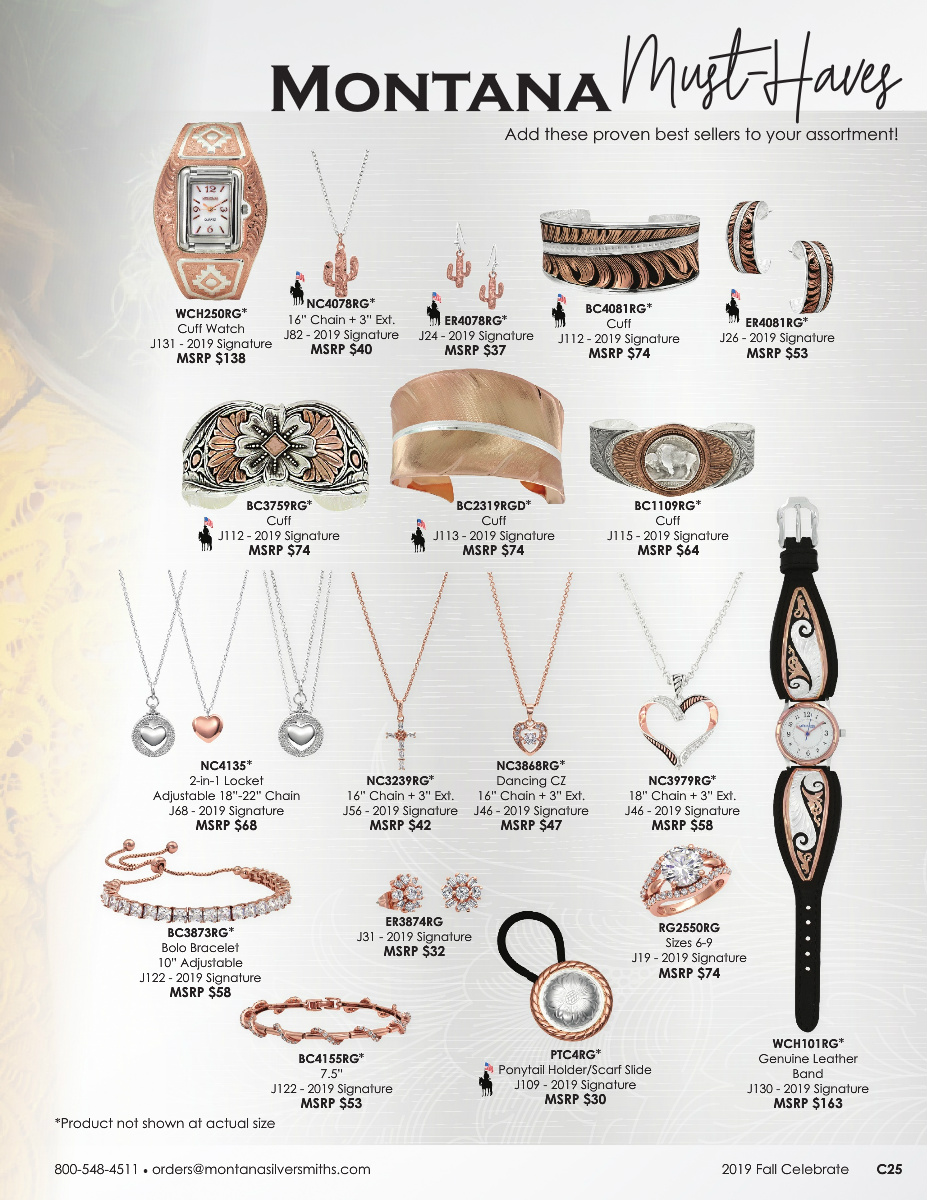 MONTANA Must-Haves
Add these proven best sellers to your assortment!
WCH250RG*
Cuff Watch
J131 - 2019 Signature
MSRP $138
NC4078RG*
16" Chain + 3" Ext.
J82 - 2019 Signature
MSRP $40
ER4078RG*
J24 - 2019 Signature
MSRP $37
BC4081RG*
Cuff
J112 - 2019 Signature
MSRP $74
ER4081RG*
J26 - 2019 Signature
MSRP $53
BC3759RG*
Cuff
J112 - 2019 Signature
MSRP $74
BC2319RGD*
Cuff
J113 - 2019 Signature
MSRP $74
BC1109RG*
Cuff
J115 - 2019 Signature
MSRP $64
NC4135*
2-in-1 Locket
Adjustable 18"-22" Chain
J68 - 2019 Signature
MSRP $68
NC3239RG*
16" Chain + 3" Ext.
J56 - 2019 Signature
MSRP $42
NC3868RG*
Dancing CZ
16" Chain + 3" Ext.
J46 - 2019 Signature
MSRP $47
NC3979RG*
18" Chain + 3" Ext.
J46 - 2019 Signature
MSRP $58
BC3873RG*
Bolo Bracelet
10" Adjustable
J122 - 2019 Signature
MSRP $58
ER3874RG
J31 - 2019 Signature
MSRP $32
RG2550RG
Sizes 6-9
J19 - 2019 Signature
MSRP $74
BC4155RG*
7.5"
J122 - 2019 Signature
MSRP $53
PTC4RG*
Ponytail Holder/Scarf Slide
J109 - 2019 Signature
MSRP $30
WCH101RG*
Genuine Leather
Band
J130 - 2019 Signature
MSRP $163
*Product not shown at actual size
800-548-4511 • orders@montanasilversmiths.com
2019 Fall Celebrate C25